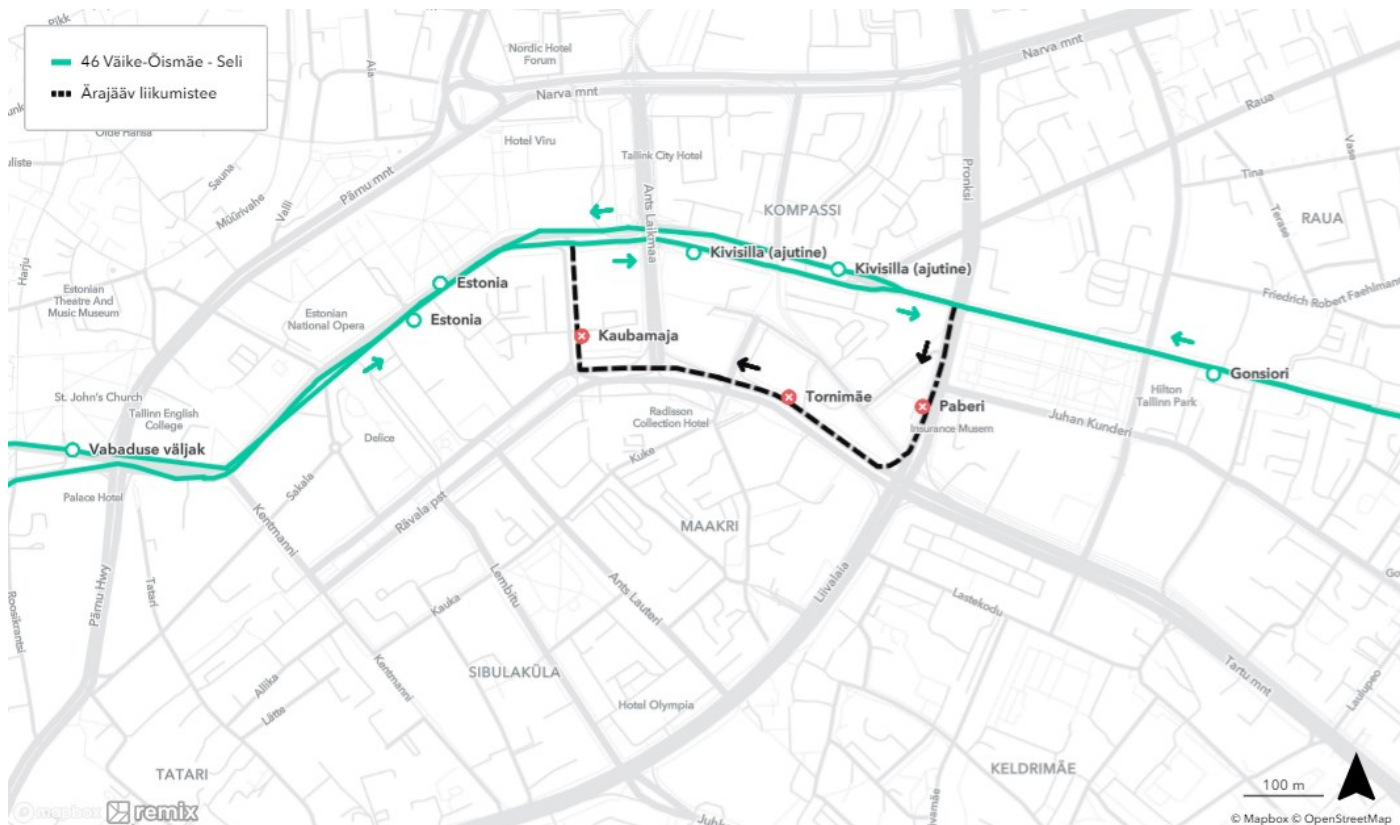 46 Väike-Õismäe - Seli
Ärajääv liikumistee
Pikk
Aia
Nordic Hotel
Forum
Narva mnt
Narva mnt
Raua
Olde Hansa
Hotel Viru
Tallink City Hotel
Pronksi
Vase
Sauna
Müürivahe
Valli
Pärnu mnt
Ants Laikmaa
KOMPASSI
Tina
Terase
RAUA
Harju
Kivisilla (ajutine)
Kivisilla (ajutine)
Estonian
Theatre And
Music Museum
Estonia
Estonian
National Opera
Estonia
Friedrich Robert Faehlmann
Kaubamaja
Gonsiori
St. John's Church
Tallinn English
College
Delice
Radisson
Collection Hotel
Tornimäe
Paberi
Insurance Musem
Hilton
Tallinn Park
Juhan Kunderi
Vabaduse väljak
Palace Hotel
Sakala
Kentmanni
Rävala pst
Kuke
MAAKRI
Pärnu Hwy
Tatari
Roosikrantsi
Kauka
Lembitu
Ants Lauteri
Liivalaia
Lastekodu
Tartu mnt
Laulupeo
Allika
Lätte
Kentmanni
SIBULAKÜLA
Hotel Olympia
TATARI
KELDRIMÄE
100 m
mapbox
remix
© Mapbox © OpenStreetMap